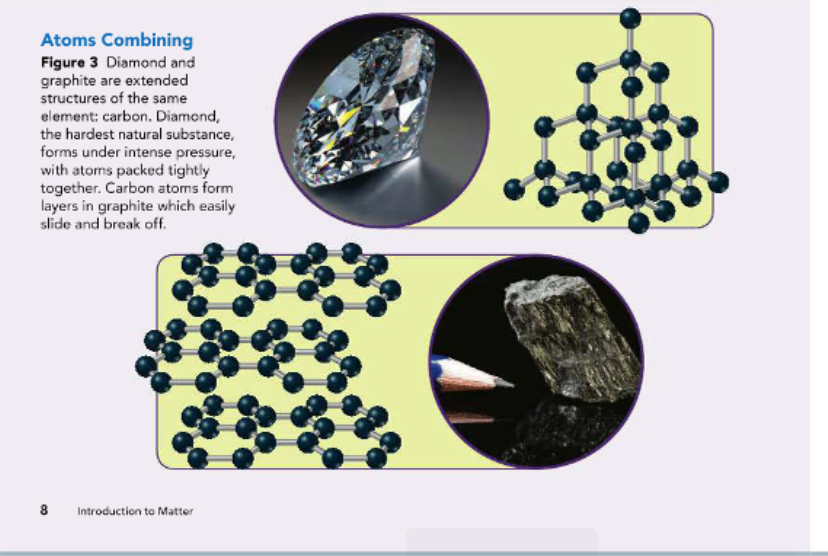 Atoms Combining
Figure 3 Diamond and
graphite are extended
structures of the same
element: carbon. Diamond,
the hardest natural substance,
forms under intense pressure,
with atoms packed tightly
together. Carbon atoms form
layers in graphite which easily
slide and break off.
8 Introduction to Matter